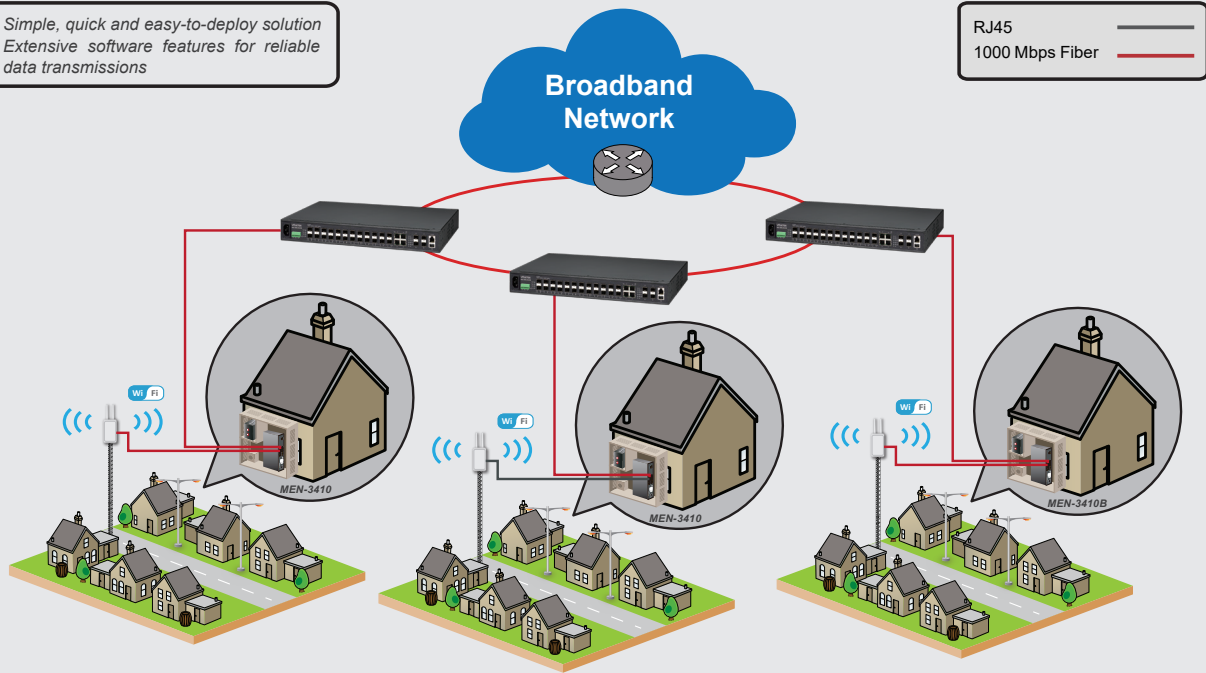 Simple, quick and easy-to-deploy solution
Extensive software features for reliable
data transmissions
RJ45
1000 Mbps Fiber
Broadband
Network
Wi Fi
MEN-3410
Wi Fi
MEN-3410
Wi Fi
MEN-3410B